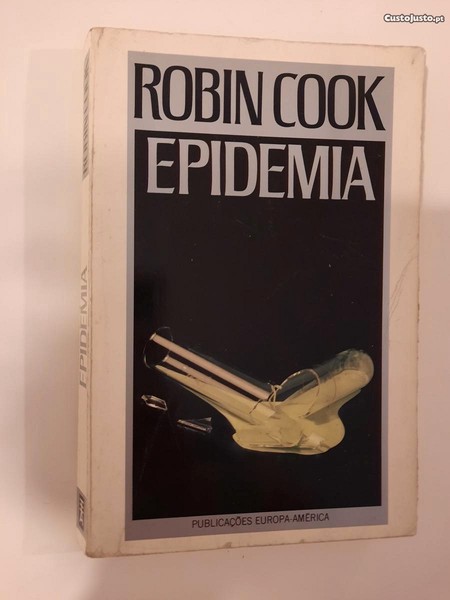 CustoJusto.pt
ROBIN COOK
EPIDEMIA
EPIDEMIA
PUBLICAÇÕES EUROPA-AMÉRICA